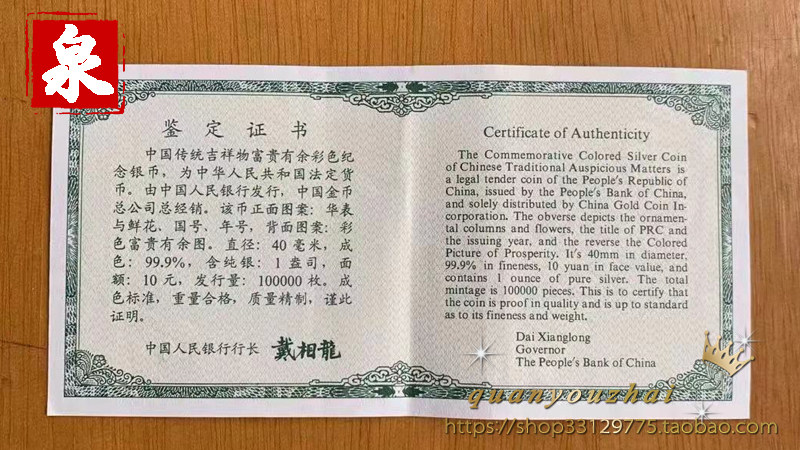 泉
鉴定证书
中国传统吉祥物富贵有余彩色纪
念银币，为中华人民共和国法定货
币。由中国人民银行发行，中国金币
总公司总经销。该币正面图案：华表
与鲜花、国号、年号，背面图案：彩
色富贵有余图。直径：40毫米，成
色：99.9%，含纯银：1盎司，面
额：10元，发行量：100000枚。成
色标准，重量合格，质量精制，谨此
证明。
中国人民银行行长 戴相龍
Certificate of Authenticity
The Commemorative Colored Silver Coin
of Chinese Traditional Auspicious Matters is
a legal tender coin of the People's Republic of
China, issued by the People's Bank of China,
and solely distributed by China Gold Coin In-
corporation. The obverse depicts the ornamen-
tal columns and flowers, the title of PRC and
the issuing year, and the reverse the Colored
Picture of Prosperity. It's 40mm in diameter,
99.9% in fineness, 10 yuan in face value, and
contains 1 ounce of pure silver. The total
mintage is 100000 pieces. This is to certify that
the coin is proof in quality and is up to standard
as to its fineness and weight.
Dai Xianglong
Governor
The People's Bank of China
quanyouzhai
https://shop33129775.taobao.com